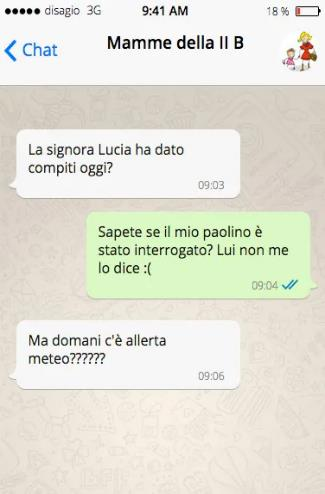 disagio 3G 9:41 AM 18 %
Chat Mamme della II B
La signora Lucia ha dato
compiti oggi?
09:03
Sapete se il mio paolino è
stato interrogato? Lui non me
lo dice :(
09:04
Ma domani c'è allerta
meteo??????
09:06